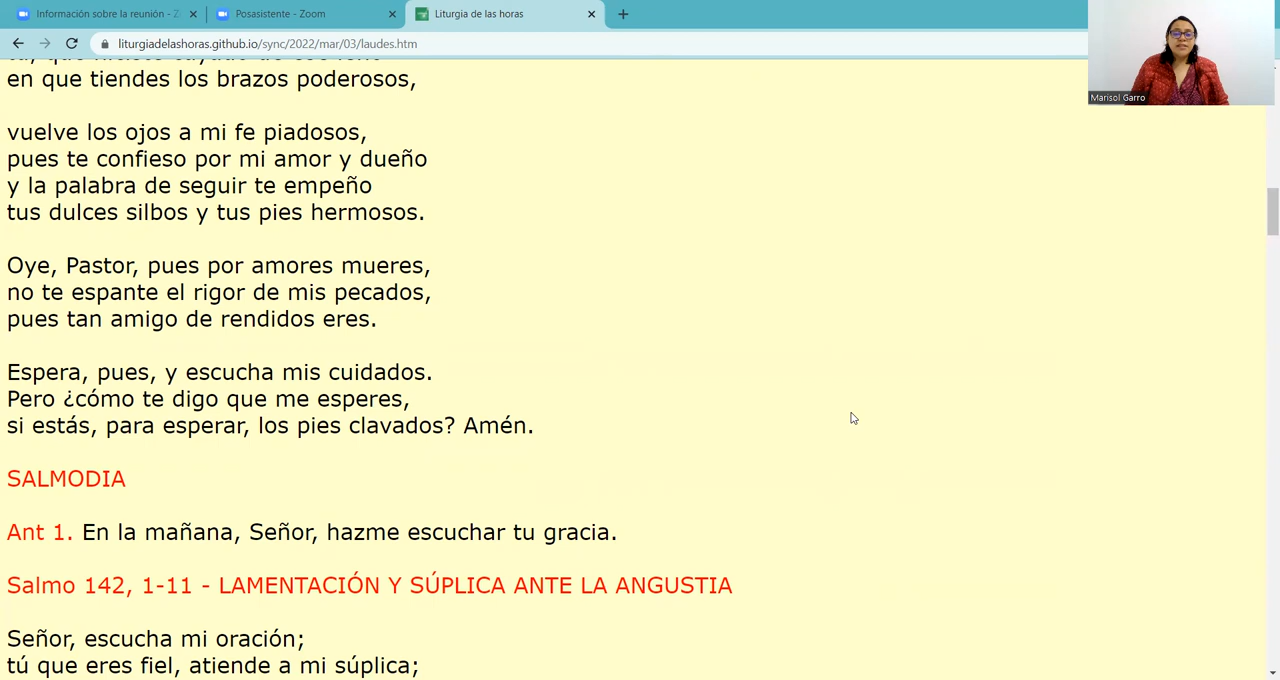 Información sobre la reunión - Z
Posasistente - Zoom
Liturgia de las horas
liturgiadelashoras.github.io/sync/2022/mar/03/laudes.htm
Marisol Garro
en que tiendes los brazos poderosos,
vuelve los ojos a mi fe piadosos,
pues te confieso por mi amor y dueño
y la palabra de seguir te empeño
tus dulces silbos y tus pies hermosos.
Oye, Pastor, pues por amores mueres,
no te espante el rigor de mis pecados,
pues tan amigo de rendidos eres.
Espera, pues, y escucha mis cuidados.
Pero ¿cómo te digo que me esperes,
si estás, para esperar, los pies clavados? Amén.
SALMODIA
Ant 1. En la mañana, Señor, hazme escuchar tu gracia.
Salmo 142, 1-11 - LAMENTACIÓN Y SÚPLICA ANTE LA ANGUSTIA
Señor, escucha mi oración;
tú que eres fiel, atiende a mi súplica;